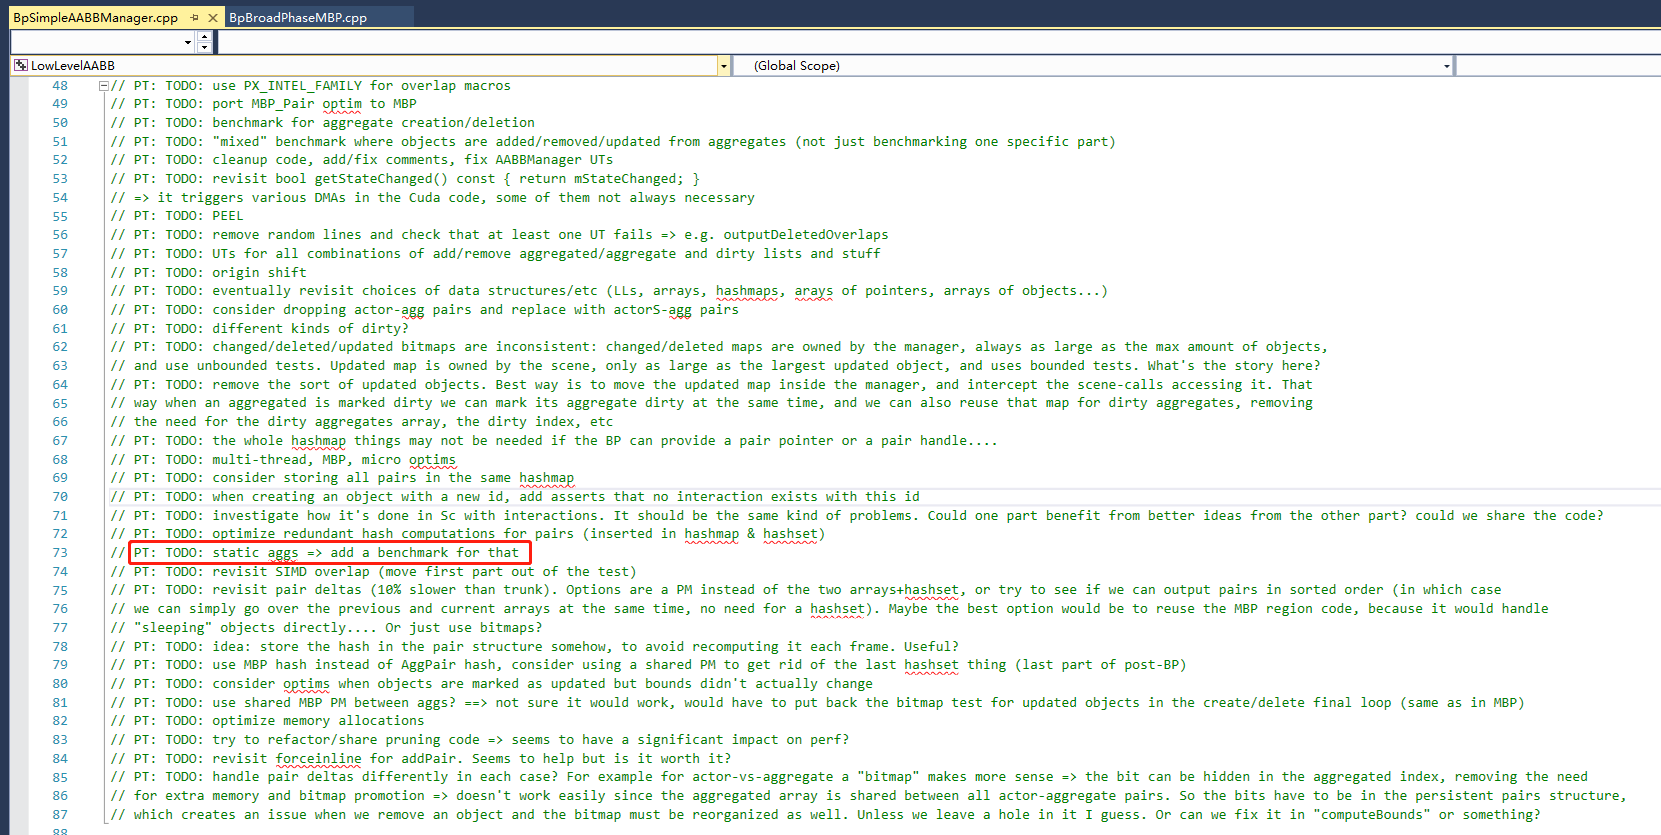 BpSimpleAABBManager.cpp
BpBroadPhaseMBP.cpp
LowLevelAABB
(Global Scope)
48 // PT: TODO: use PX_INTEL_FAMILY for overlap macros
49 // PT: TODO: port MBP_Pair optim to MBP
50 // PT: TODO: benchmark for aggregate creation/deletion
51 // PT: TODO: "mixed" benchmark where objects are added/removed/updated from aggregates (not just benchmarking one specific part)
52 // PT: TODO: cleanup code, add/fix comments, fix AABBManager UTs
53 // PT: TODO: revisit bool getStateChanged() const { return mStateChanged; }
54 // => it triggers various DMAs in the Cuda code, some of them not always necessary
55 // PT: TODO: PEEL
56 // PT: TODO: remove random lines and check that at least one UT fails => e.g. outputDeletedOverlaps
57 // PT: TODO: UTs for all combinations of add/remove aggregated/aggregate and dirty lists and stuff
58 // PT: TODO: origin shift
59 // PT: TODO: eventually revisit choices of data structures/etc (LLs, arrays, hashmaps, arays of pointers, arrays of objects...)
60 // PT: TODO: consider dropping actor-agg pairs and replace with actorS-agg pairs
61 // PT: TODO: different kinds of dirty?
62 // PT: TODO: changed/deleted/updated bitmaps are inconsistent: changed/deleted maps are owned by the manager, always as large as the max amount of objects,
63 // and use unbounded tests. Updated map is owned by the scene, only as large as the largest updated object, and uses bounded tests. What's the story here?
64 // PT: TODO: remove the sort of updated objects. Best way is to move the updated map inside the manager, and intercept the scene-calls accessing it. That
65 // way when an aggregated is marked dirty we can mark its aggregate dirty at the same time, and we can also reuse that map for dirty aggregates, removing
66 // the need for the dirty aggregates array, the dirty index, etc
67 // PT: TODO: the whole hashmap things may not be needed if the BP can provide a pair pointer or a pair handle....
68 // PT: TODO: multi-thread, MBP, micro optims
69 // PT: TODO: consider storing all pairs in the same hashmap
70 // PT: TODO: when creating an object with a new id, add asserts that no interaction exists with this id
71 // PT: TODO: investigate how it's done in Sc with interactions. It should be the same kind of problems. Could one part benefit from better ideas from the other part? could we share the code?
72 // PT: TODO: optimize redundant hash computations for pairs (inserted in hashmap & hashset)
73 // PT: TODO: static aggs => add a benchmark for that
74 // PT: TODO: revisit SIMD overlap (move first part out of the test)
75 // PT: TODO: revisit pair deltas (10% slower than trunk). Options are a PM instead of the two arrays+hashset, or try to see if we can output pairs in sorted order (in which case
76 // we can simply go over the previous and current arrays at the same time, no need for a hashset). Maybe the best option would be to reuse the MBP region code, because it would handle
77 // "sleeping" objects directly.... Or just use bitmaps?
78 // PT: TODO: idea: store the hash in the pair structure somehow, to avoid recomputing it each frame. Useful?
79 // PT: TODO: use MBP hash instead of AggPair hash, consider using a shared PM to get rid of the last hashset thing (last part of post-BP)
80 // PT: TODO: consider optims when objects are marked as updated but bounds didn't actually change
81 // PT: TODO: use shared MBP PM between aggs? ==> not sure it would work, would have to put back the bitmap test for updated objects in the create/delete final loop (same as in MBP)
82 // PT: TODO: optimize memory allocations
83 // PT: TODO: try to refactor/share pruning code => seems to have a significant impact on perf?
84 // PT: TODO: revisit forceinline for addPair. Seems to help but is it worth it?
85 // PT: TODO: handle pair deltas differently in each case? For example for actor-vs-aggregate a "bitmap" makes more sense => the bit can be hidden in the aggregated index, removing the need
86 // for extra memory and bitmap promotion => doesn't work easily since the aggregated array is shared between all actor-aggregate pairs. So the bits have to be in the persistent pairs structure,
87 // which creates an issue when we remove an object and the bitmap must be reorganized as well. Unless we leave a hole in it I guess. Or can we fix it in "computeBounds" or something?
88